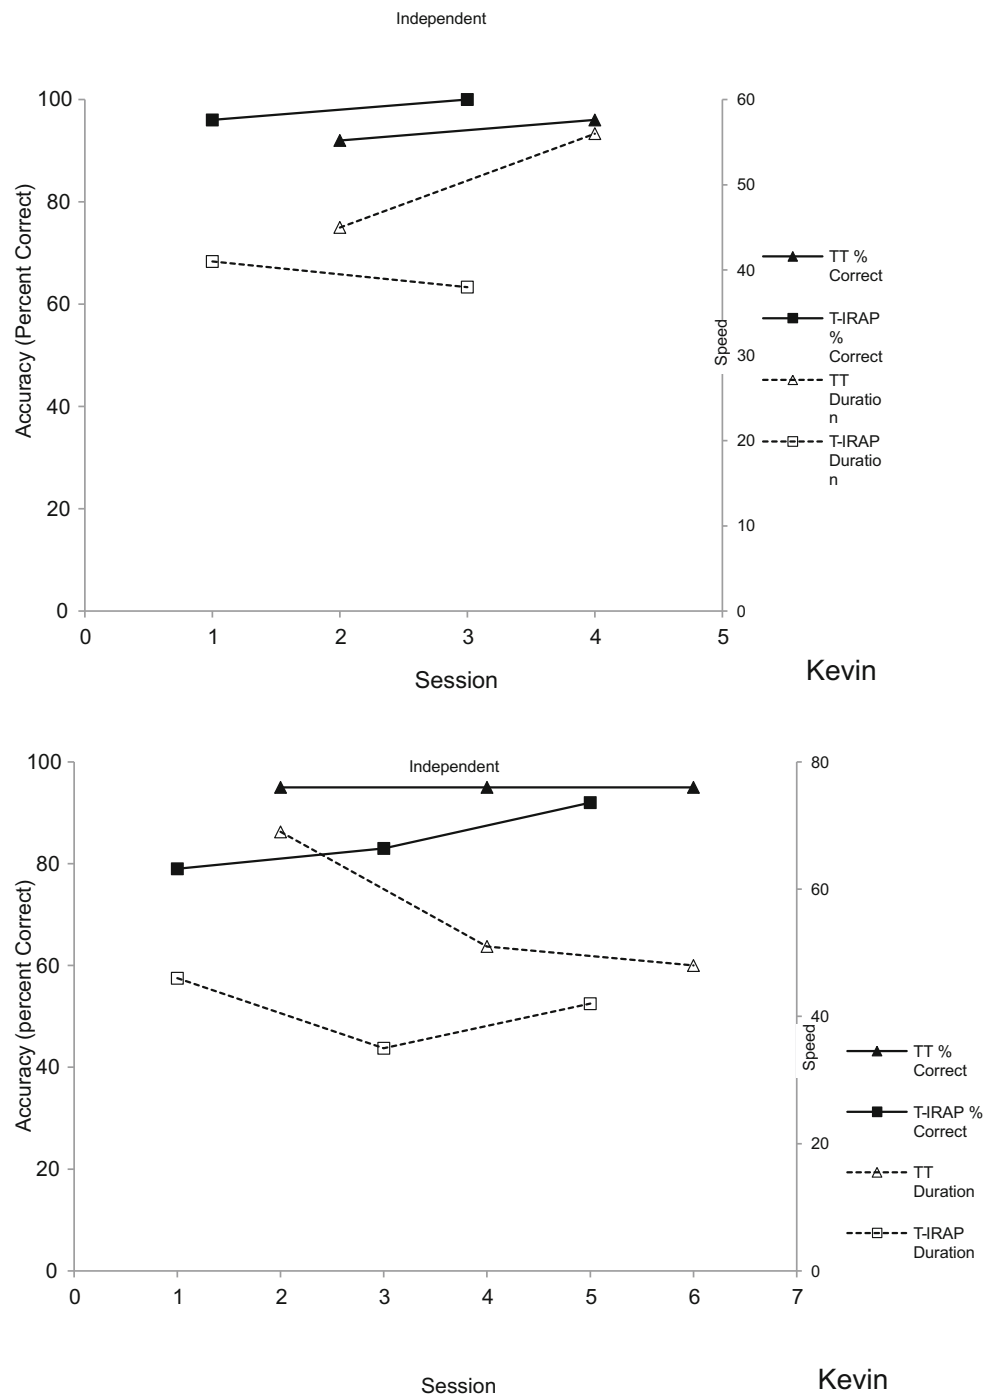 Independent
100
80
60
40
20
0
Accuracy (Percent Correct)
0 1 2 3 4 5
Session
60
50
40
30
20
10
0
Speed
TT %
Correct
T-IRAP
%
Correct
TT
Duratio
n
T-IRAP
Duratio
n
Kevin
Independent
100
80
60
40
20
0
Accuracy (percent Correct)
0 1 2 3 4 5 6 7
Session
80
60
40
20
0
Speed
TT %
Correct
T-IRAP %
Correct
TT
Duration
T-IRAP
Duration
Kevin